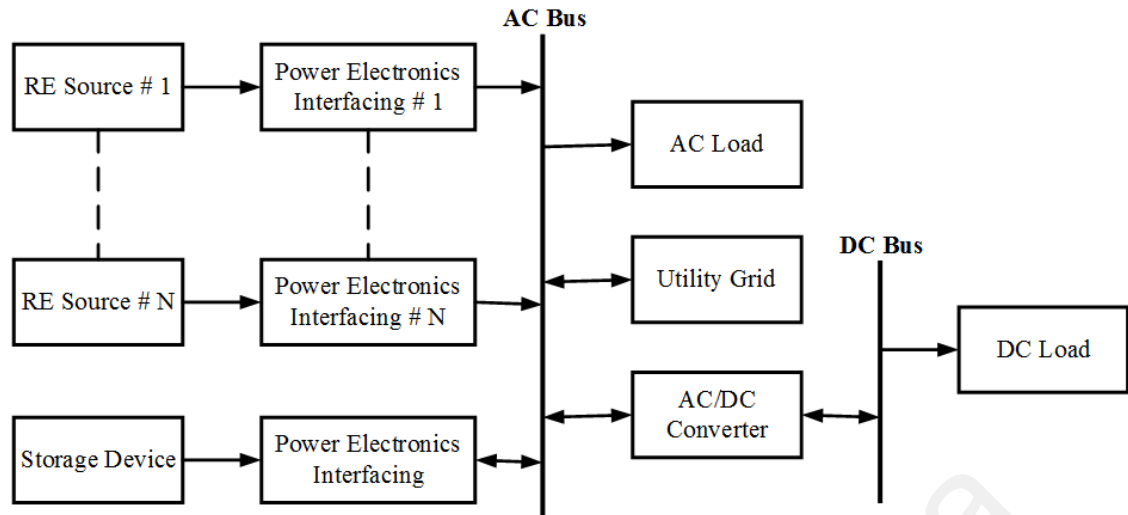 AC Bus
RE Source # 1
Power Electronics
Interfacing # 1
AC Load
RE Source # N
Power Electronics
Interfacing # N
Utility Grid
DC Bus
DC Load
Storage Device
Power Electronics
Interfacing
AC/DC
Converter